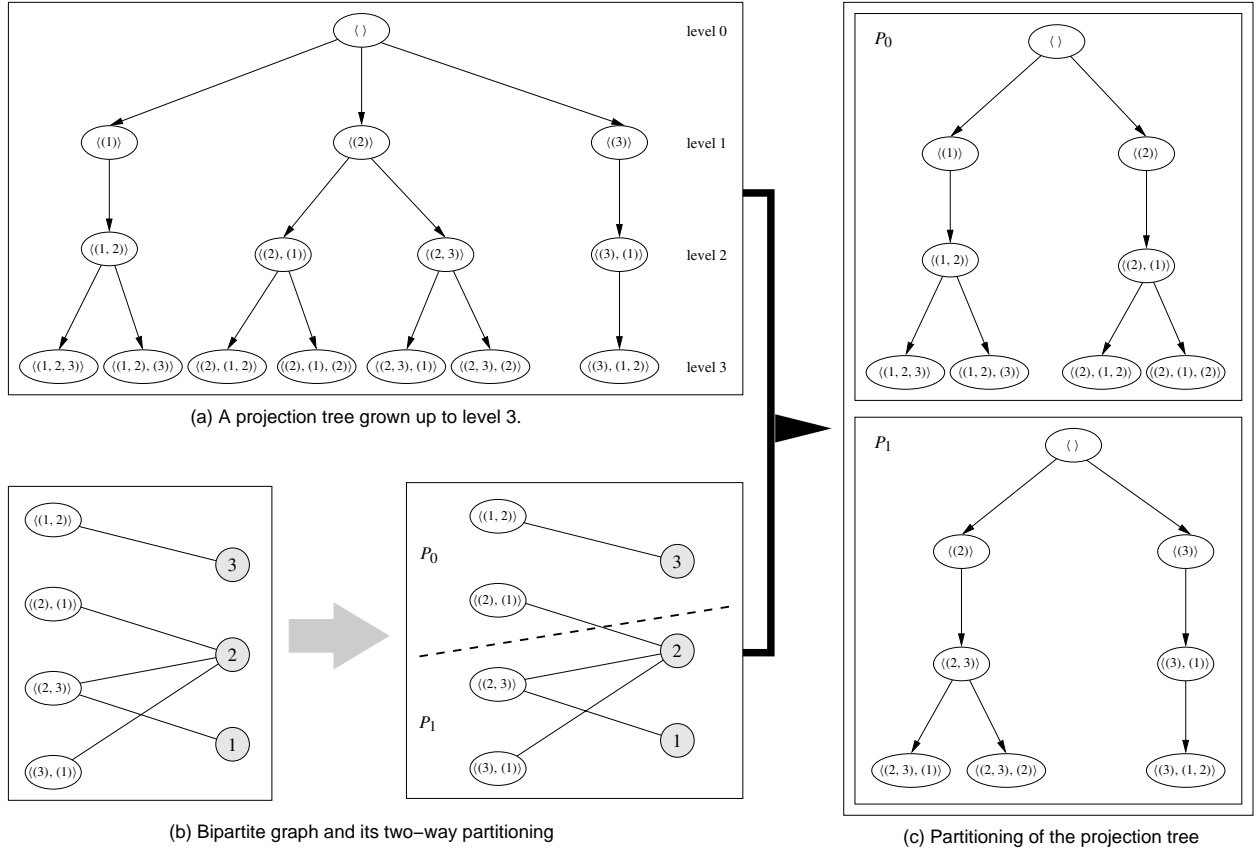 ⟨ ⟩ level 0
⟨(1)⟩ ⟨(2)⟩ ⟨(3)⟩ level 1
⟨(1, 2)⟩ ⟨(2), (1)⟩ ⟨(2, 3)⟩ ⟨(3), (1)⟩ level 2
⟨(1, 2, 3)⟩ ⟨(1, 2), (3)⟩ ⟨(2), (1, 2)⟩ ⟨(2), (1), (2)⟩ ⟨(2, 3), (1)⟩ ⟨(2, 3), (2)⟩ ⟨(3), (1, 2)⟩ level 3
(a) A projection tree grown up to level 3.
⟨(1, 2)⟩
3
⟨(2), (1)⟩
2
⟨(2, 3)⟩
1
⟨(3), (1)⟩
⟨(1, 2)⟩
P0
3
⟨(2), (1)⟩
2
⟨(2, 3)⟩
P1
1
⟨(3), (1)⟩
(b) Bipartite graph and its two−way partitioning
P0
⟨ ⟩
⟨(1)⟩ ⟨(2)⟩
⟨(1, 2)⟩ ⟨(2), (1)⟩
⟨(1, 2, 3)⟩ ⟨(1, 2), (3)⟩ ⟨(2), (1, 2)⟩ ⟨(2), (1), (2)⟩
P1
⟨ ⟩
⟨(2)⟩ ⟨(3)⟩
⟨(2, 3)⟩ ⟨(3), (1)⟩
⟨(2, 3), (1)⟩ ⟨(2, 3), (2)⟩ ⟨(3), (1, 2)⟩
(c) Partitioning of the projection tree